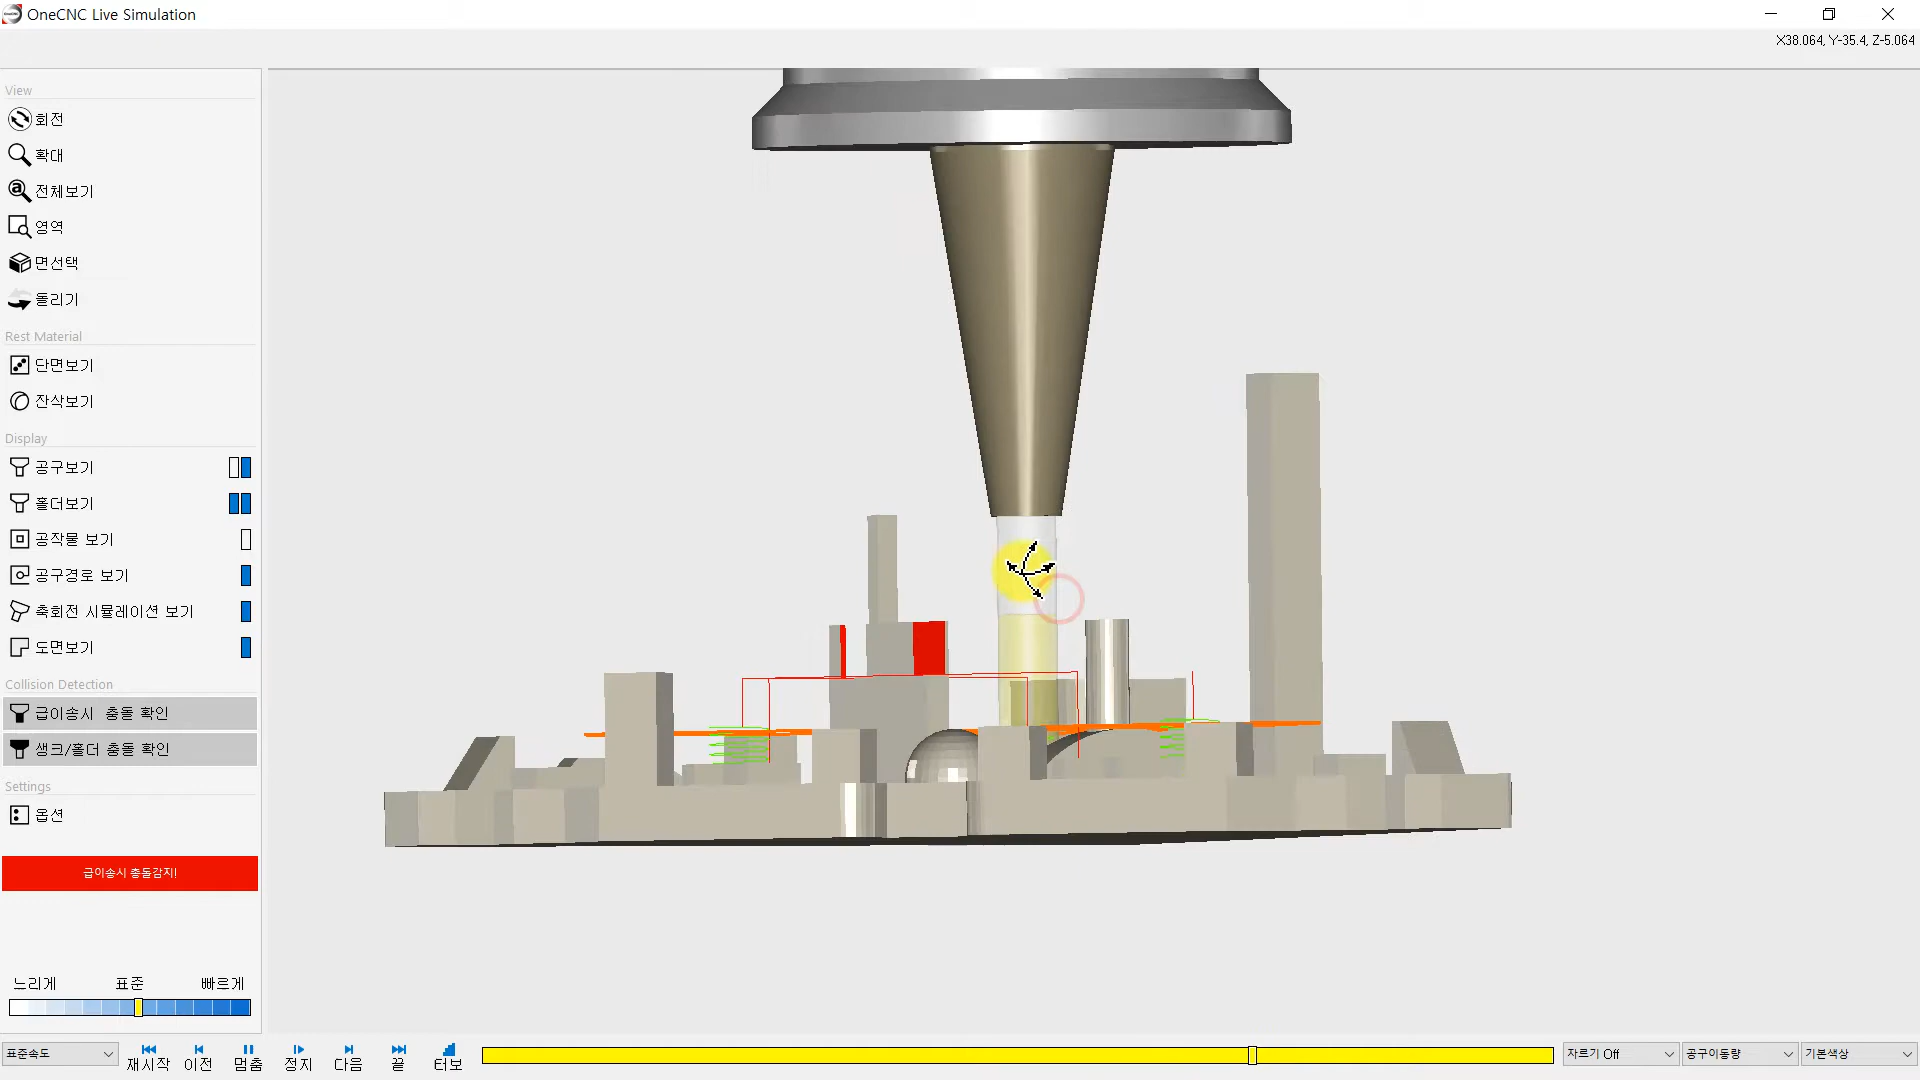 OneCNC Live Simulation
X38.064, Y-35.4, Z-5.064
View
회전
확대
전체보기
영역
면선택
돌리기
Rest Material
단면보기
잔삭보기
Display
공구보기
홀더보기
공작물 보기
공구경로 보기
축회전 시뮬레이션 보기
도면보기
Collision Detection
급이송시 충돌 확인
생크/홀더 충돌 확인
Settings
옵션
급이송시 충돌감지!
느리게 표준 빠르게
표준속도 재시작 이전 멈춤 정지 다음 끝 터보 자르기 Off 공구이동량 기본색상